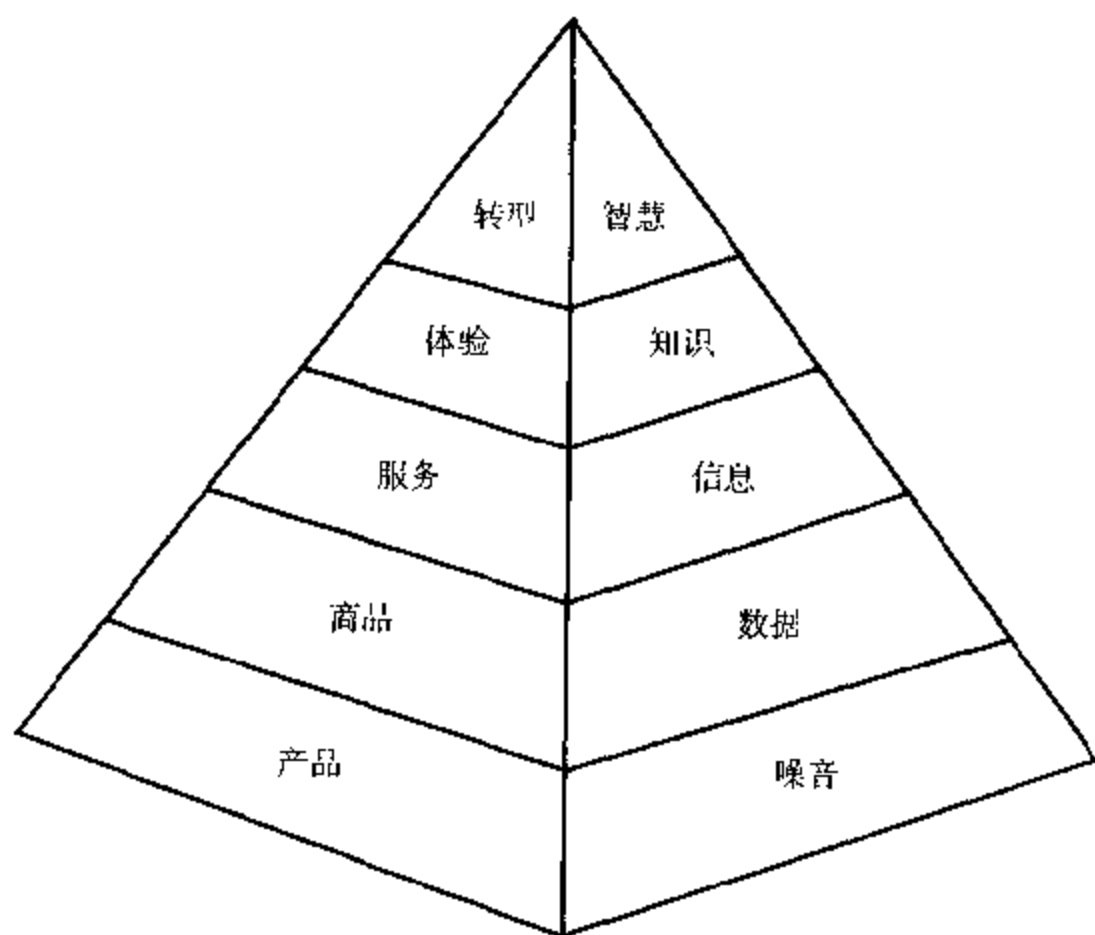 转型 智慧
体验 知识
服务 信息
商品 数据
产品 噪音